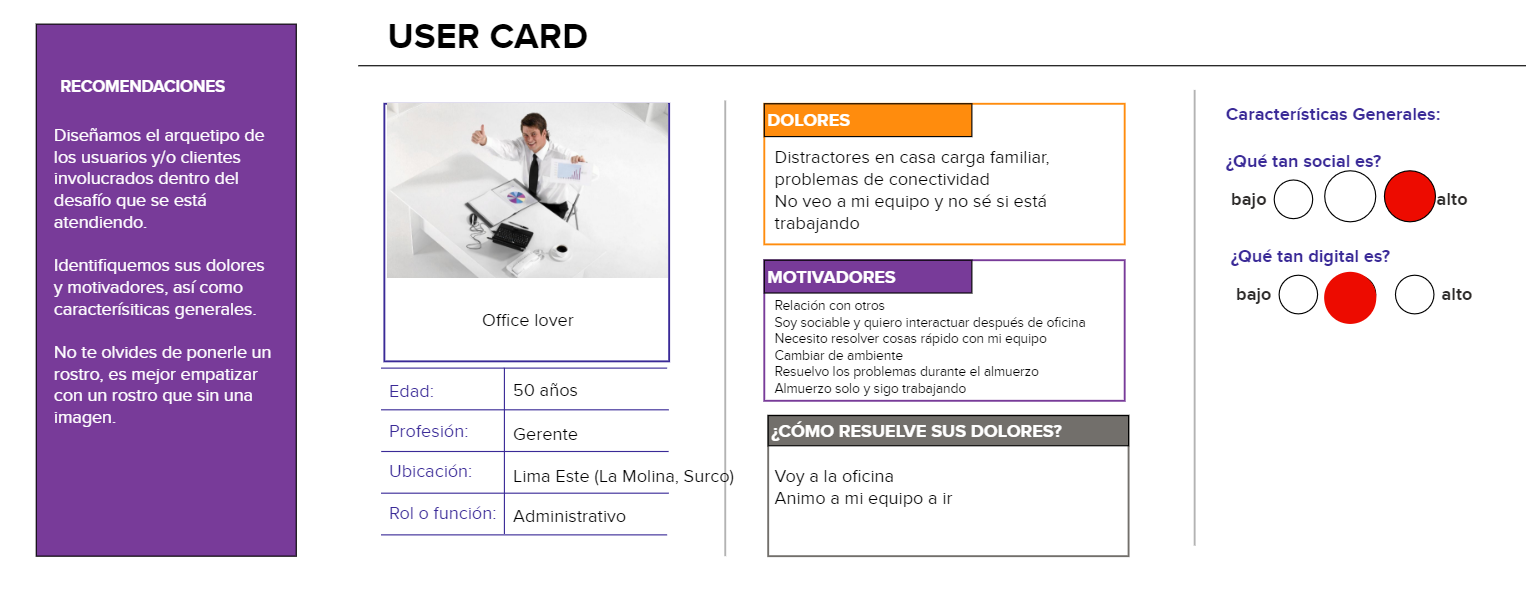 USER CARD
RECOMENDACIONES
Diseñamos el arquetipo de
los usuarios y/o clientes
involucrados dentro del
desafío que se está
atendiendo.
Identifiquemos sus dolores
y motivadores, así como
caracterísiticas generales.
No te olvides de ponerle un
rostro, es mejor empatizar
con un rostro que sin una
imagen.
Office lover
Edad: 50 años
Profesión: Gerente
Ubicación: Lima Este (La Molina, Surco)
Rol o función: Administrativo
DOLORES
Distractores en casa carga familiar,
problemas de conectividad
No veo a mi equipo y no sé si está
trabajando
MOTIVADORES
Relación con otros
Soy sociable y quiero interactuar después de oficina
Necesito resolver cosas rápido con mi equipo
Cambiar de ambiente
Resuelvo los problemas durante el almuerzo
Almuerzo solo y sigo trabajando
¿CÓMO RESUELVE SUS DOLORES?
Voy a la oficina
Animo a mi equipo a ir
Características Generales:
¿Qué tan social es?
bajo alto
¿Qué tan digital es?
bajo alto